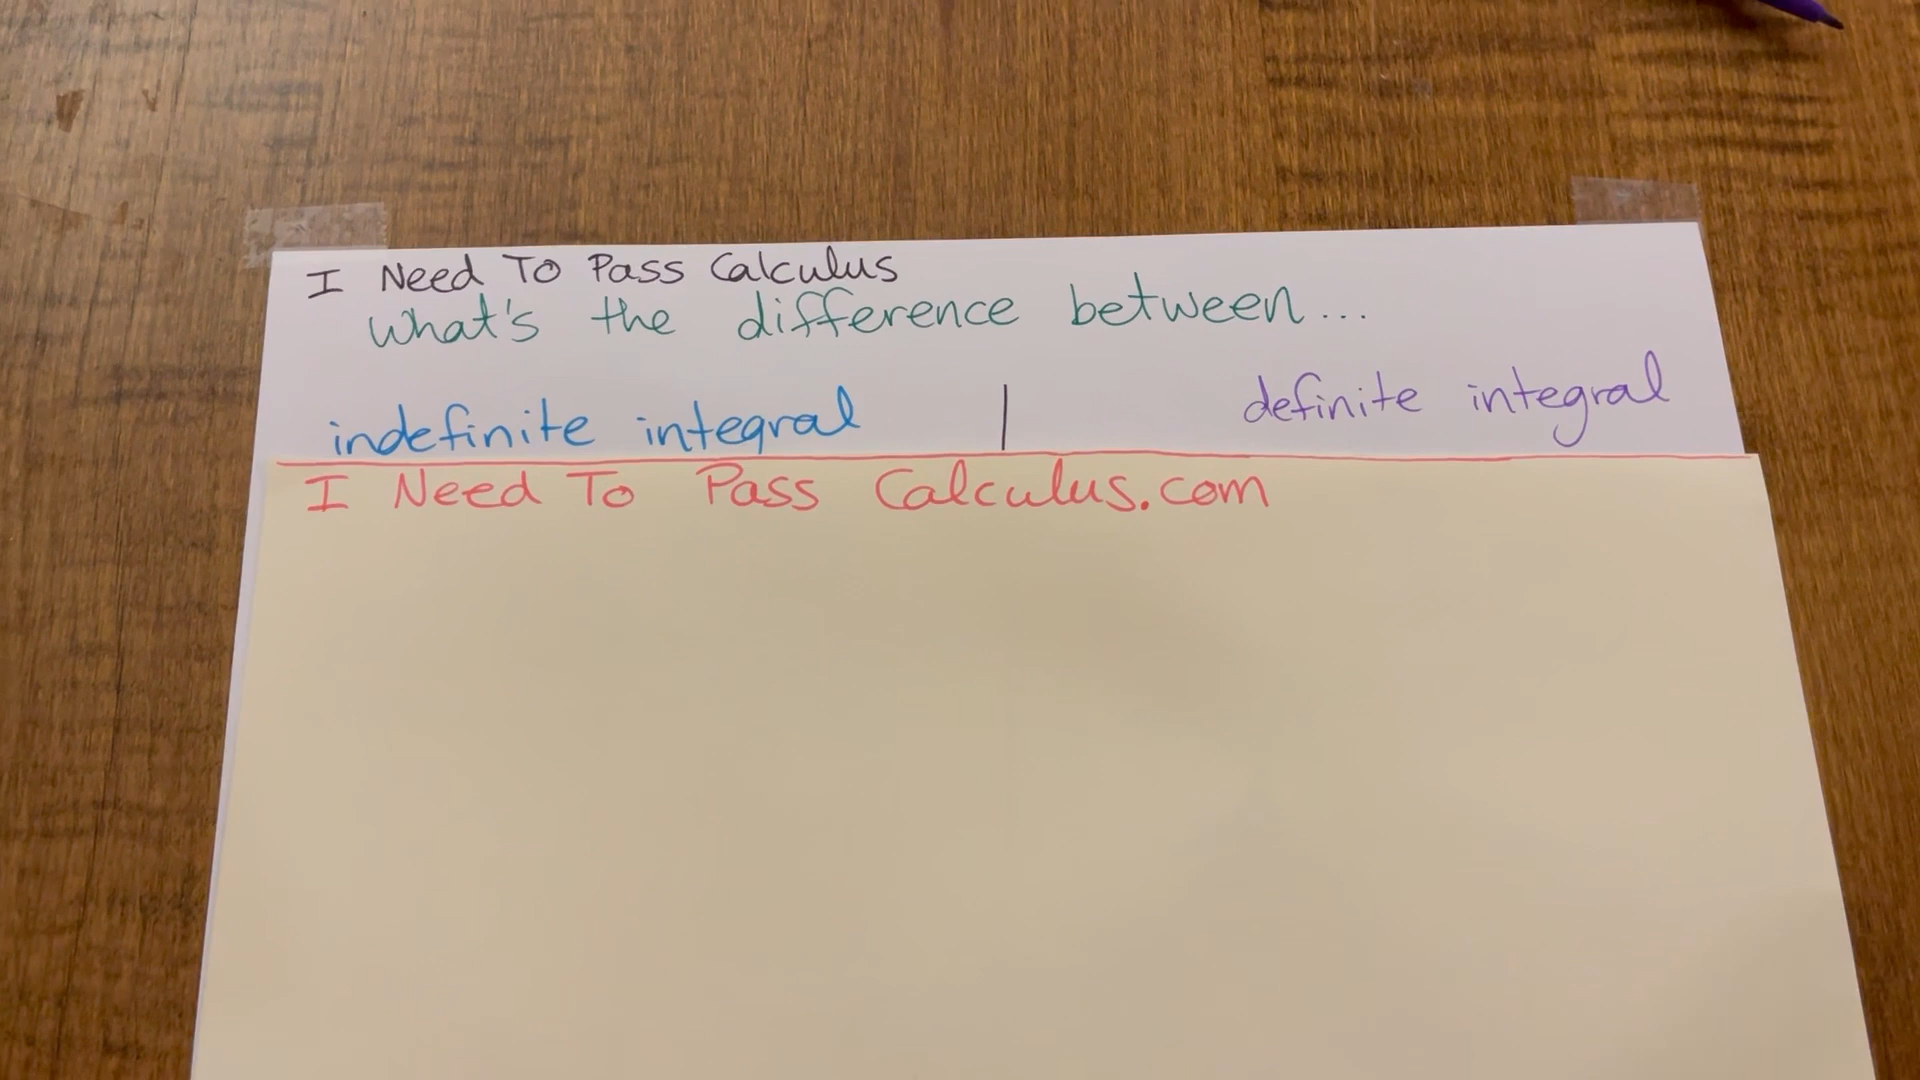 I Need To Pass Calculus
What's the difference between...
indefinite integral | definite integral
I Need To Pass Calculus.com